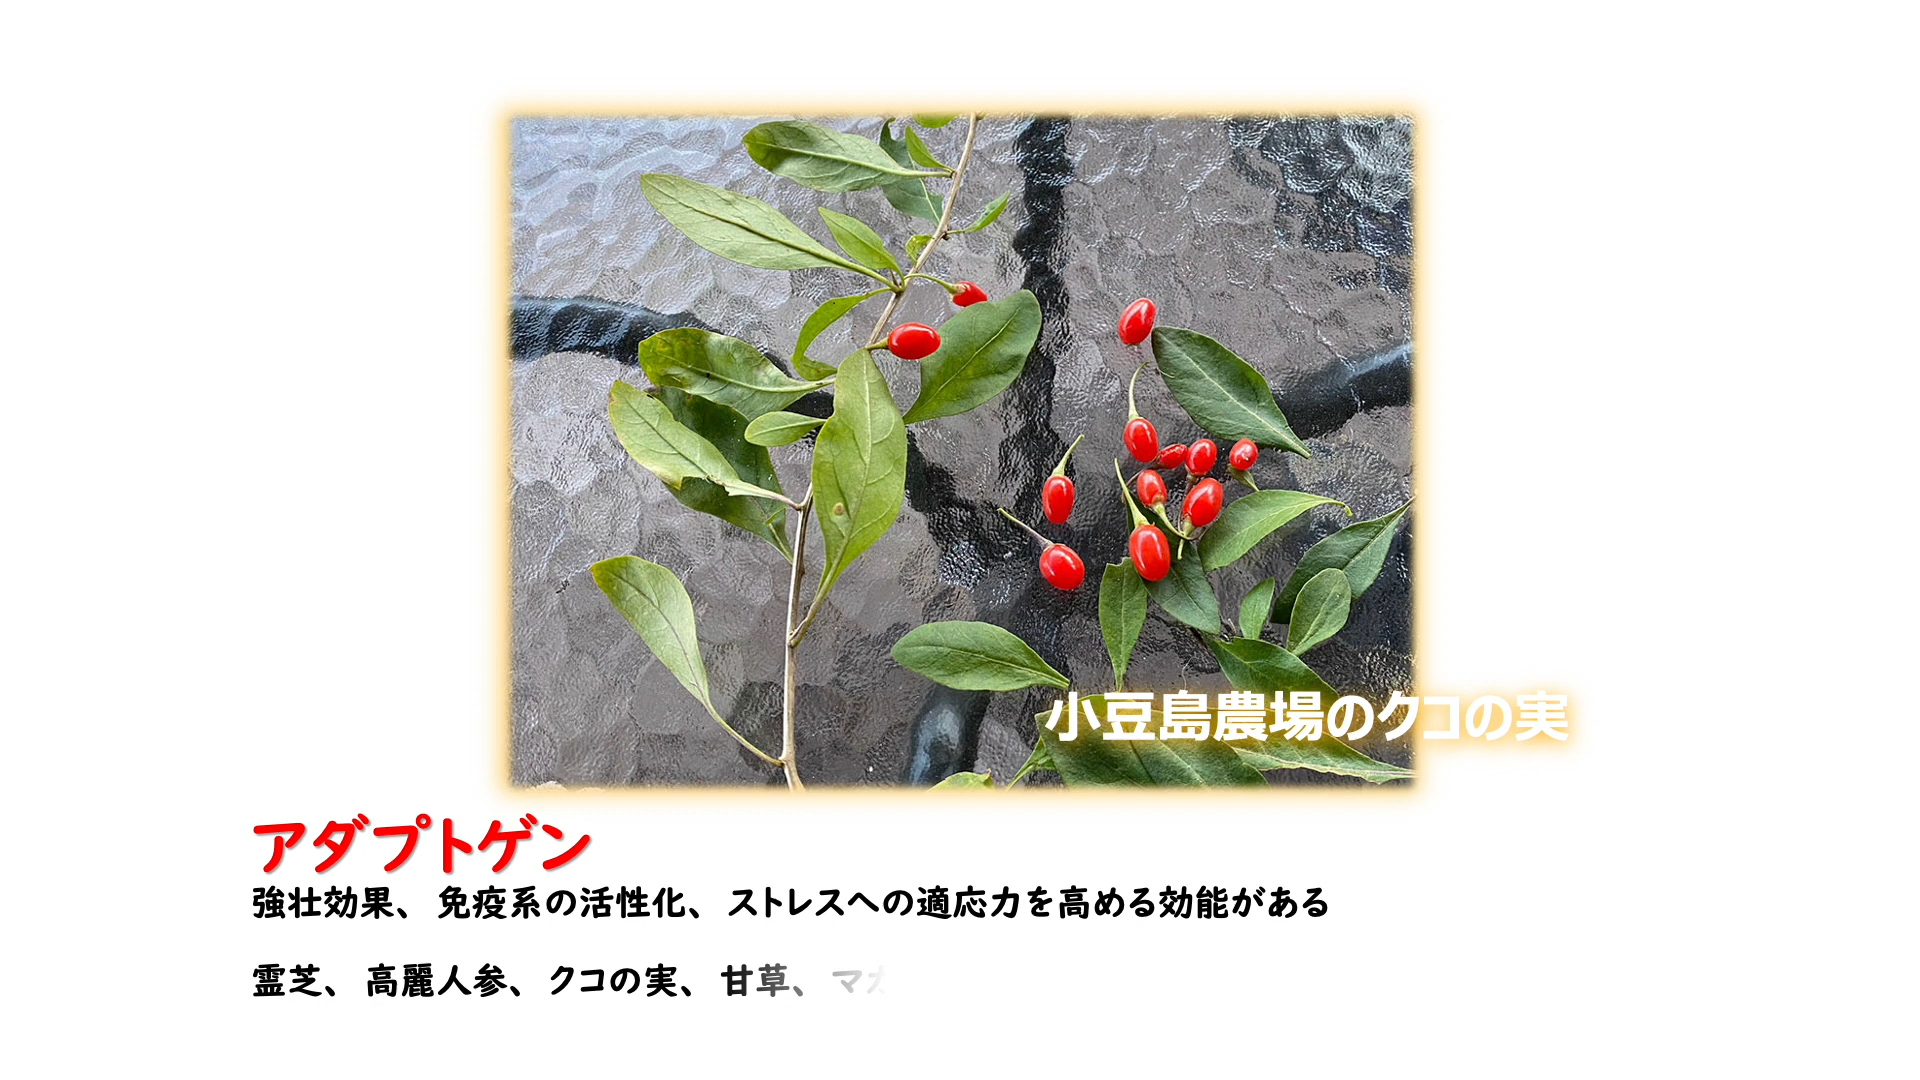 小豆島農場のクコの実
アダプトゲン
強壮効果、免疫系の活性化、ストレスへの適応力を高める効能がある
霊芝、高麗人参、クコの実、甘草、マカ